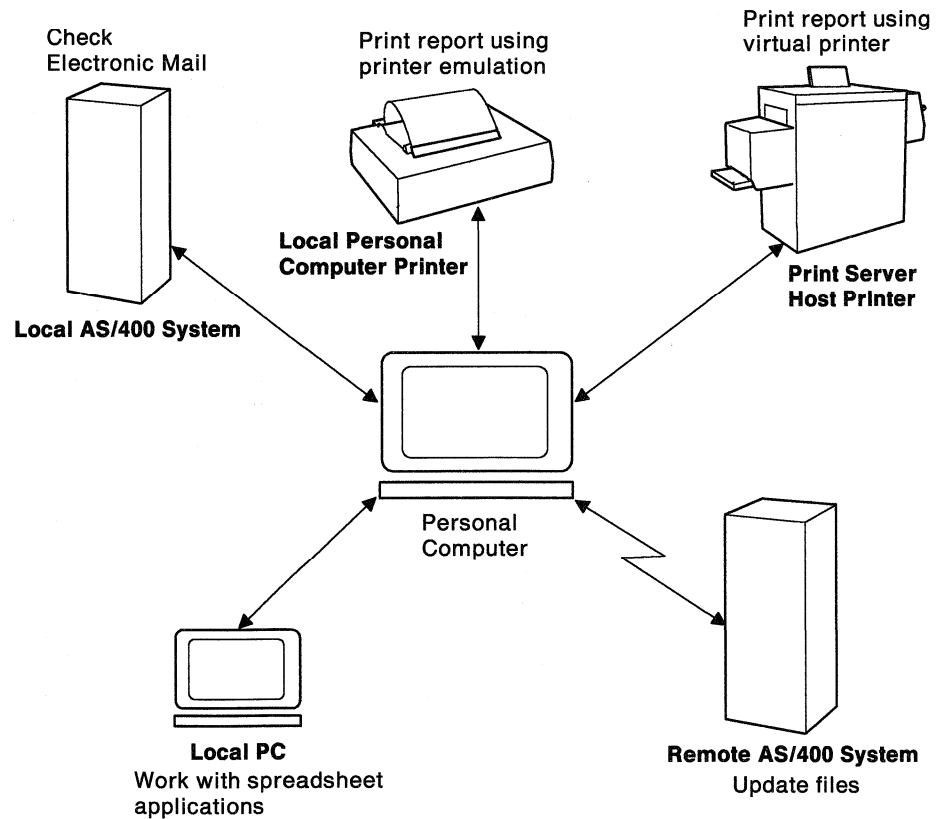 Check
Electronic Mail
Print report using
printer emulation
Print report using
virtual printer
Local Personal
Computer Printer
Print Server
Host Printer
Local AS/400 System
Personal
Computer
Local PC
Work with spreadsheet
applications
Remote AS/400 System
Update files